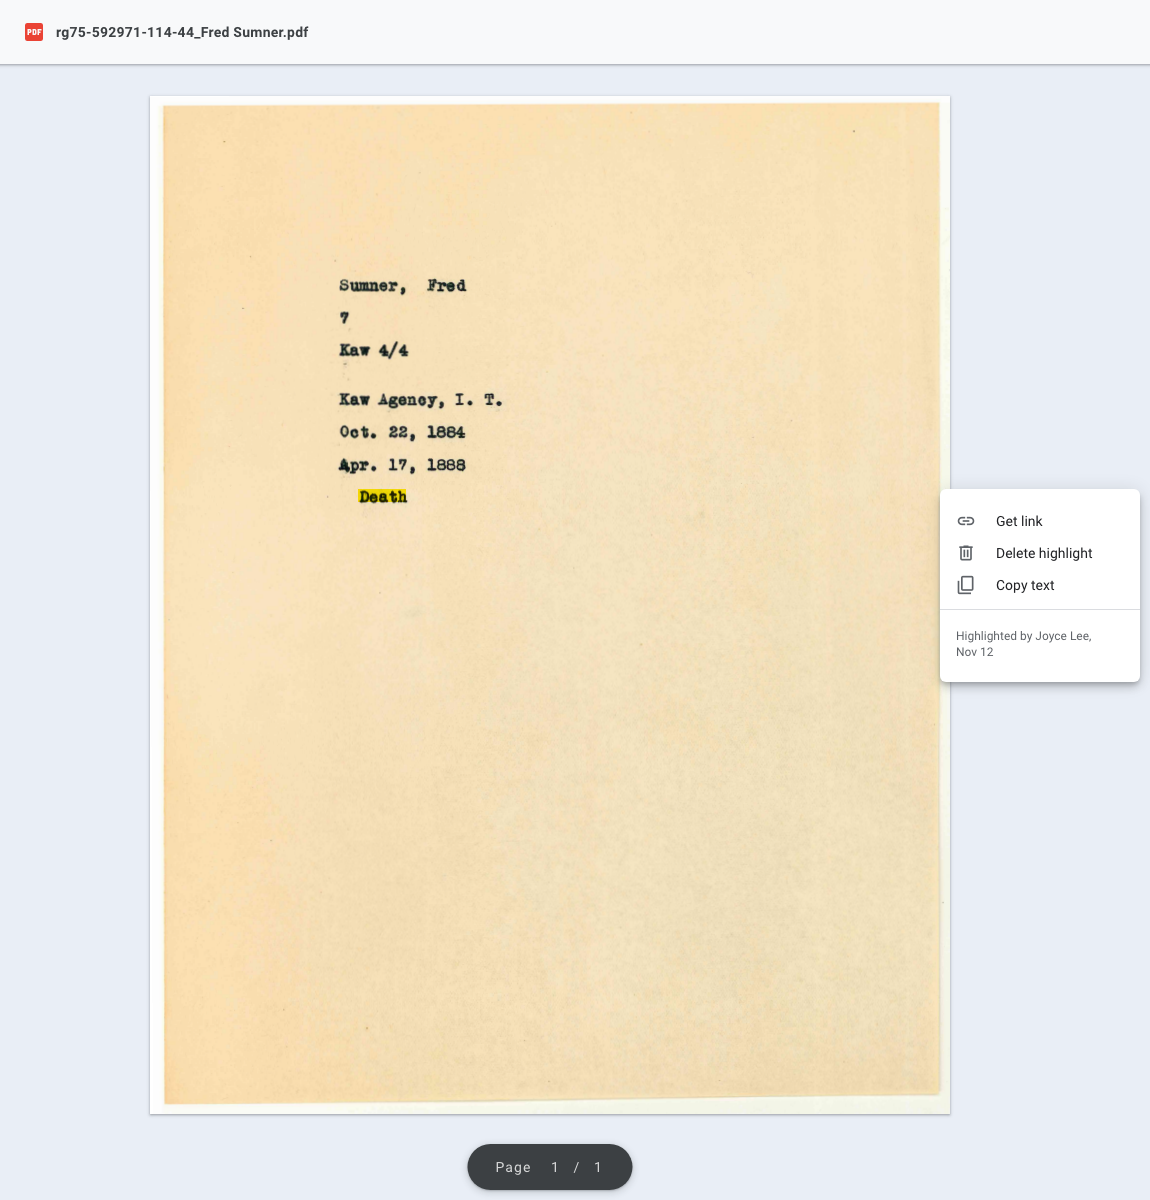 PDF rg75-592971-114-44_Fred Sumner.pdf
Sumner, Fred
7
Kaw 4/4
Kaw Agency, I. T.
Oct. 22, 1884
Apr. 17, 1888
Death
Get link
Delete highlight
Copy text
Highlighted by Joyce Lee,
Nov 12
Page 1 / 1